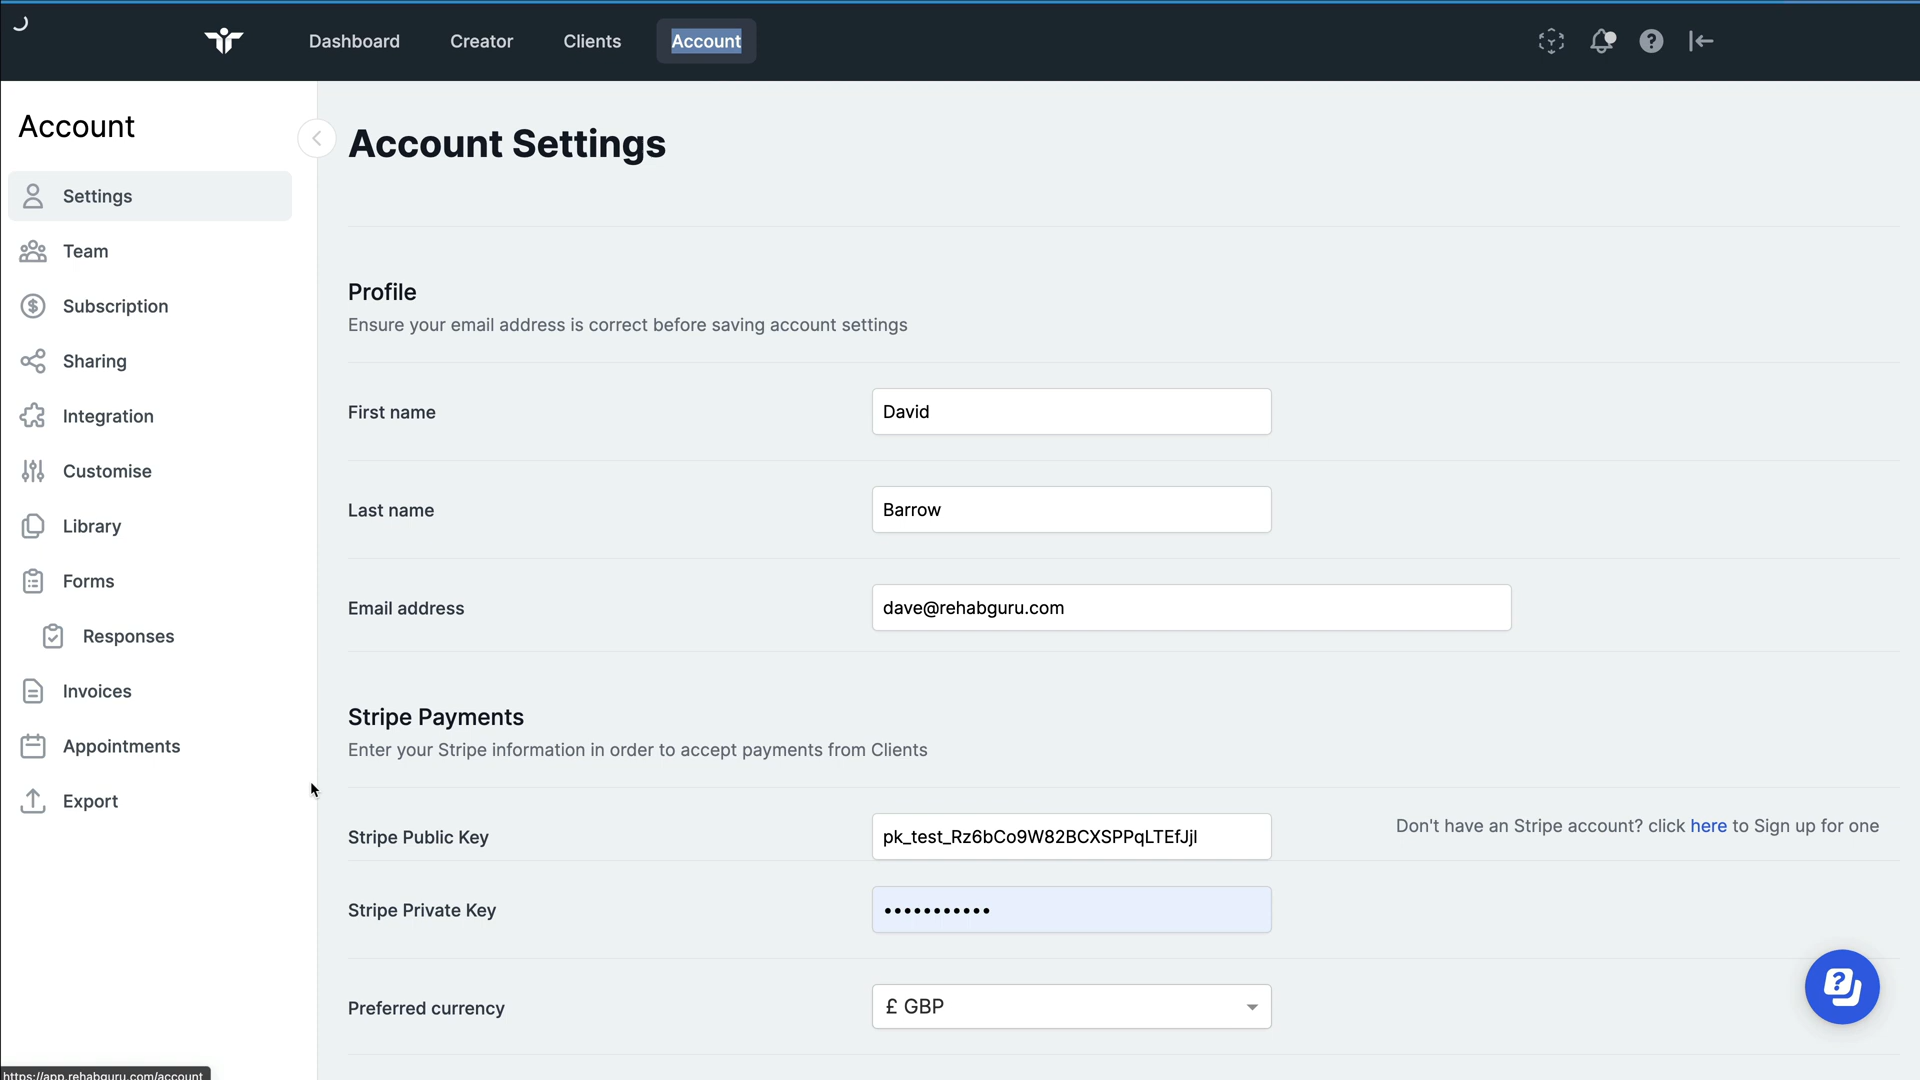 Dashboard Creator Clients Account
Account
Settings
Team
Subscription
Sharing
Integration
Customise
Library
Forms
Responses
Invoices
Appointments
Export
Account Settings
Profile
Ensure your email address is correct before saving account settings
First name David
Last name Barrow
Email address dave@rehabguru.com
Stripe Payments
Enter your Stripe information in order to accept payments from Clients
Stripe Public Key pk_test_Rz6bCo9W82BCXSPPqLTEfJjl
Don't have an Stripe account? click here to Sign up for one
Stripe Private Key •••••••••••
Preferred currency £ GBP
https://app.rehabguru.com/account